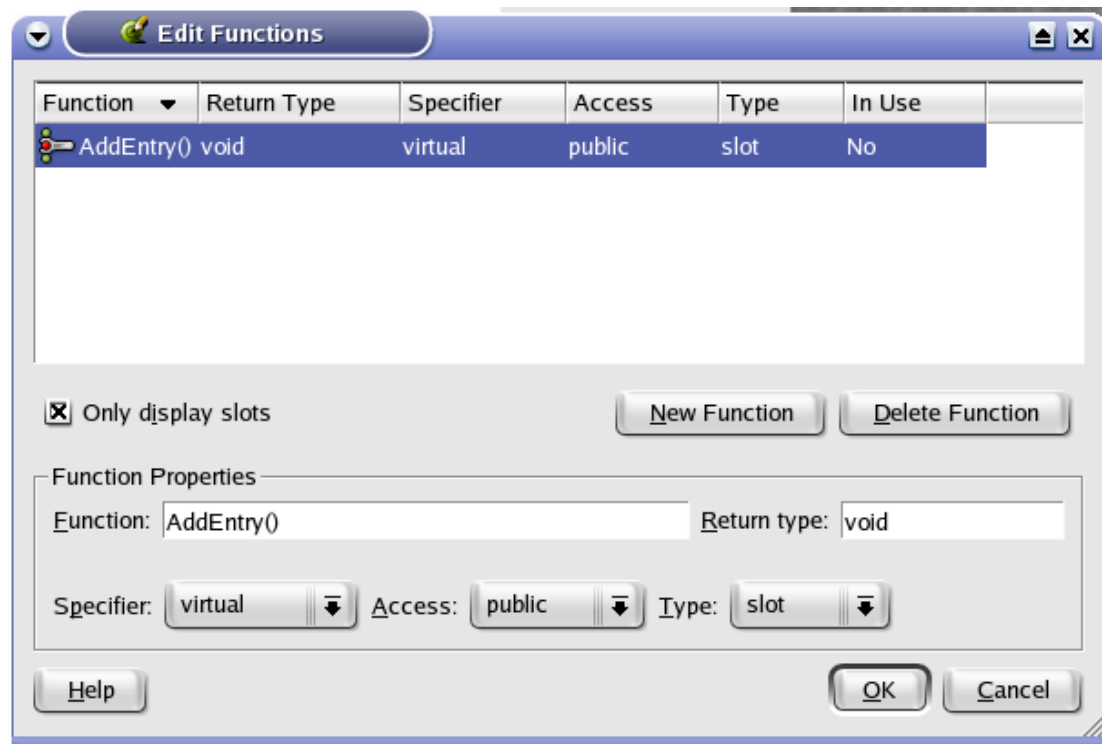 Edit Functions
Function Return Type Specifier Access Type In Use
AddEntry() void virtual public slot No
Only display slots New Function Delete Function
Function Properties
Function: AddEntry() Return type: void
Specifier: virtual Access: public Type: slot
Help OK Cancel